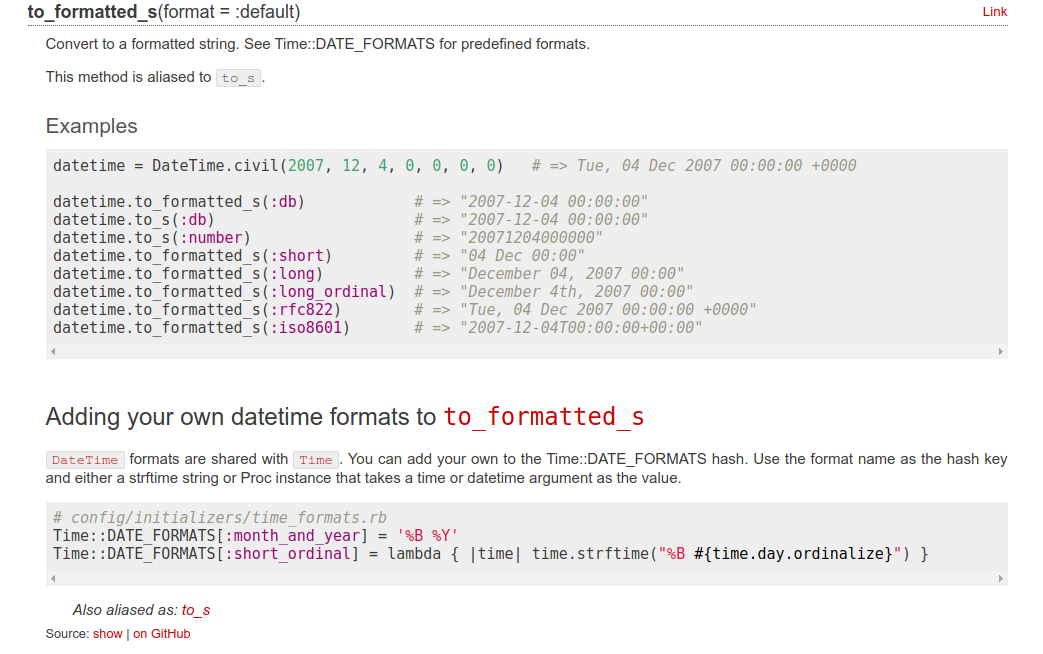 to_formatted_s(format = :default) Link
Convert to a formatted string. See Time::DATE_FORMATS for predefined formats.
This method is aliased to to_s.
Examples
datetime = DateTime.civil(2007, 12, 4, 0, 0, 0, 0)   # => Tue, 04 Dec 2007 00:00:00 +0000
datetime.to_formatted_s(:db)            # => "2007-12-04 00:00:00"
datetime.to_s(:db)                      # => "2007-12-04 00:00:00"
datetime.to_s(:number)                  # => "20071204000000"
datetime.to_formatted_s(:short)         # => "04 Dec 00:00"
datetime.to_formatted_s(:long)          # => "December 04, 2007 00:00"
datetime.to_formatted_s(:long_ordinal)  # => "December 4th, 2007 00:00"
datetime.to_formatted_s(:rfc822)        # => "Tue, 04 Dec 2007 00:00:00 +0000"
datetime.to_formatted_s(:iso8601)       # => "2007-12-04T00:00:00+00:00"
Adding your own datetime formats to to_formatted_s
DateTime formats are shared with Time. You can add your own to the Time::DATE_FORMATS hash. Use the format name as the hash key
and either a strftime string or Proc instance that takes a time or datetime argument as the value.
# config/initializers/time_formats.rb
Time::DATE_FORMATS[:month_and_year] = '%B %Y'
Time::DATE_FORMATS[:short_ordinal] = lambda { |time| time.strftime("%B #{time.day.ordinalize}") }
Also aliased as: to_s
Source: show | on GitHub